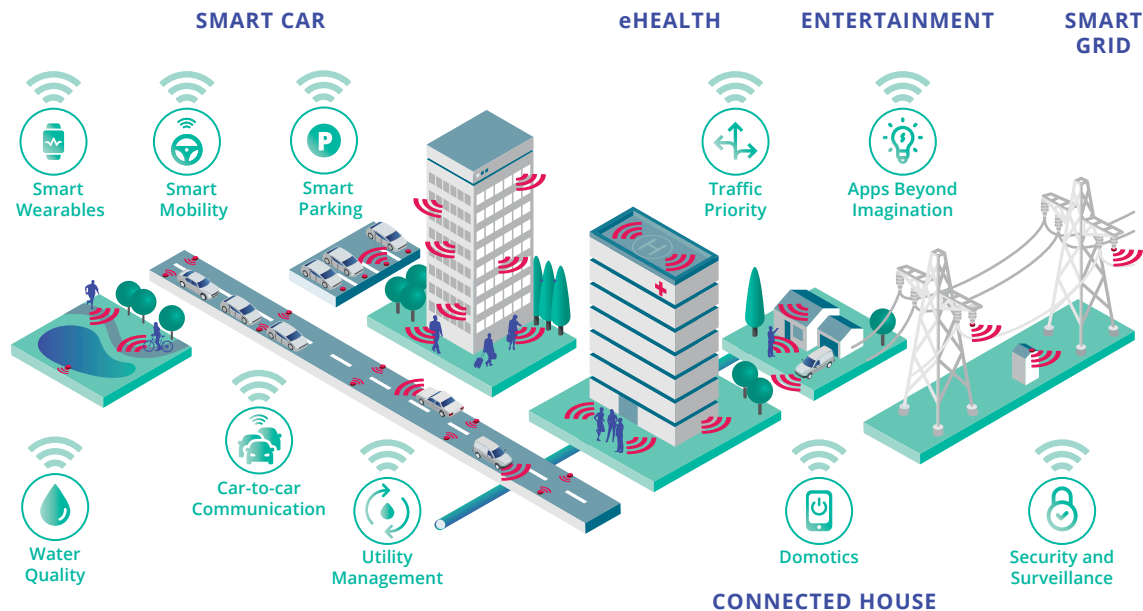 SMART CAR
eHEALTH
ENTERTAINMENT
SMART
GRID
Smart
Wearables
Smart
Mobility
P
Smart
Parking
Traffic
Priority
Apps Beyond
Imagination
H
Car-to-car
Communication
Water
Quality
Utility
Management
Domotics
Security and
Surveillance
CONNECTED HOUSE